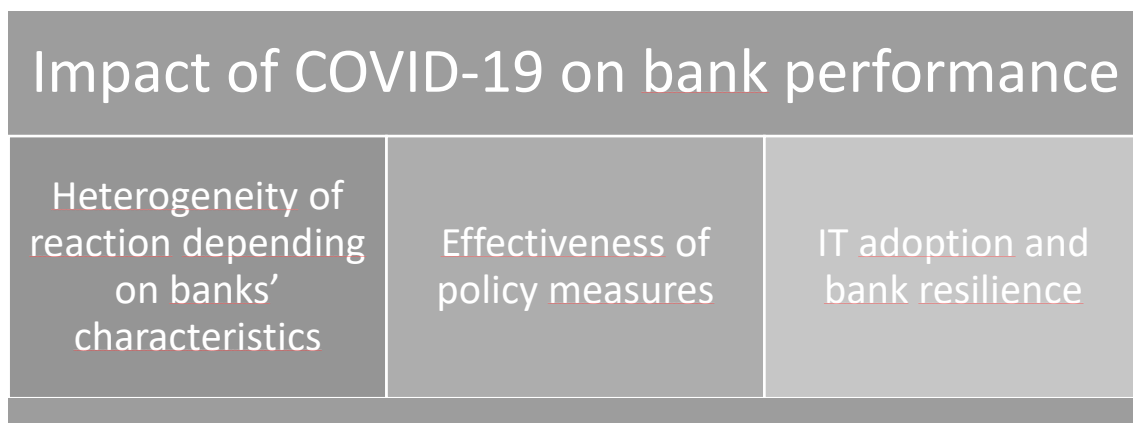 Impact of COVID-19 on bank performance
Heterogeneity of
reaction depending
on banks’
characteristics
Effectiveness of
policy measures
IT adoption and
bank resilience